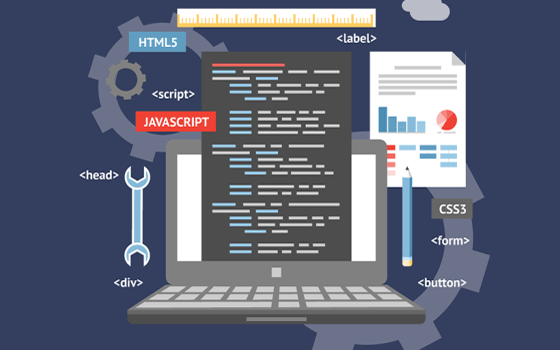 <label>
HTML5
<script>
JAVASCRIPT
<head>
CSS3
<form>
<div>
<button>